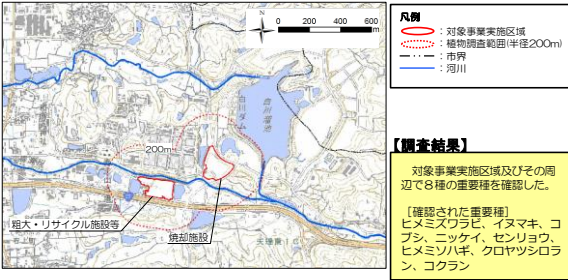 0 200 400 600
m
200m
粗大・リサイクル施設等
焼却施設
凡例
：対象事業実施区域
：植物調査範囲(半径200m)
：市界
：河川
【調査結果】
対象事業実施区域及びその周
辺で８種の重要種を確認した。
［確認された重要種］
ヒメミズワラビ、イヌマキ、コ
ブシ、ニッケイ、センリョウ、
ヒメミソハギ、クロヤツシロラ
ン、コクラン